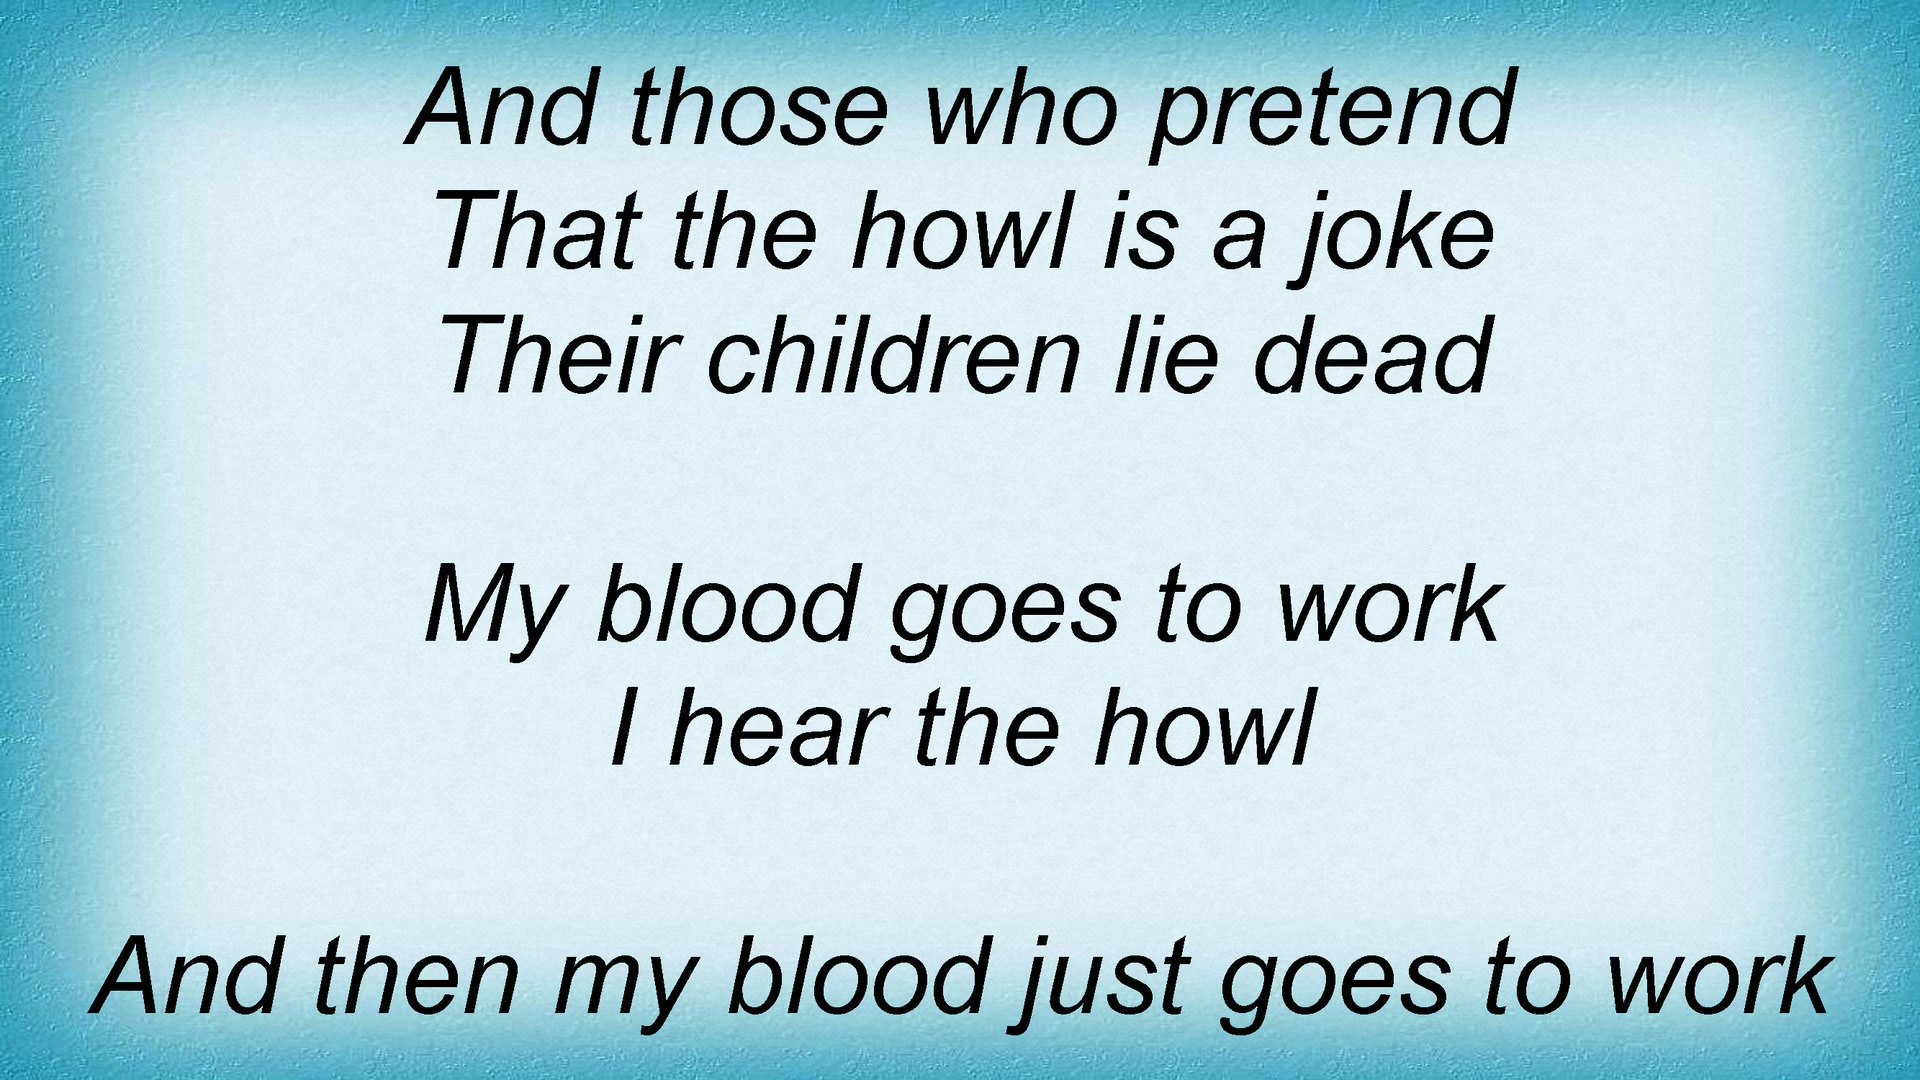 And those who pretend
That the howl is a joke
Their children lie dead
My blood goes to work
I hear the howl
And then my blood just goes to work